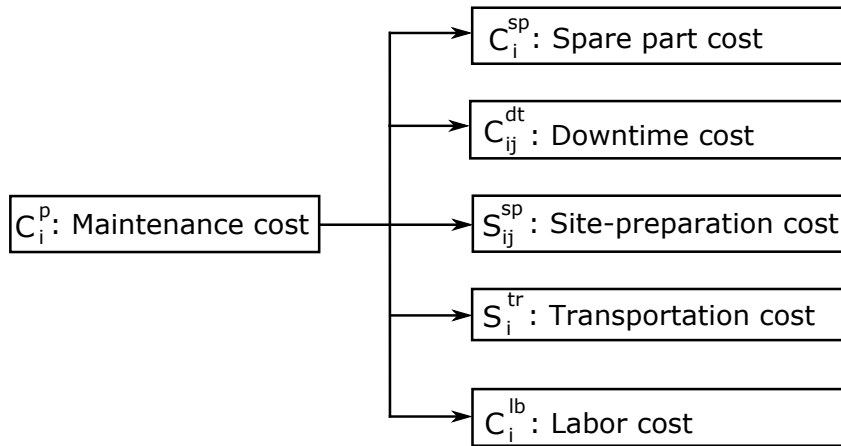 C_i^sp: Spare part cost
C_ij^dt: Downtime cost
C_i^p: Maintenance cost
S_ij^sp: Site-preparation cost
S_i^tr: Transportation cost
C_i^lb: Labor cost